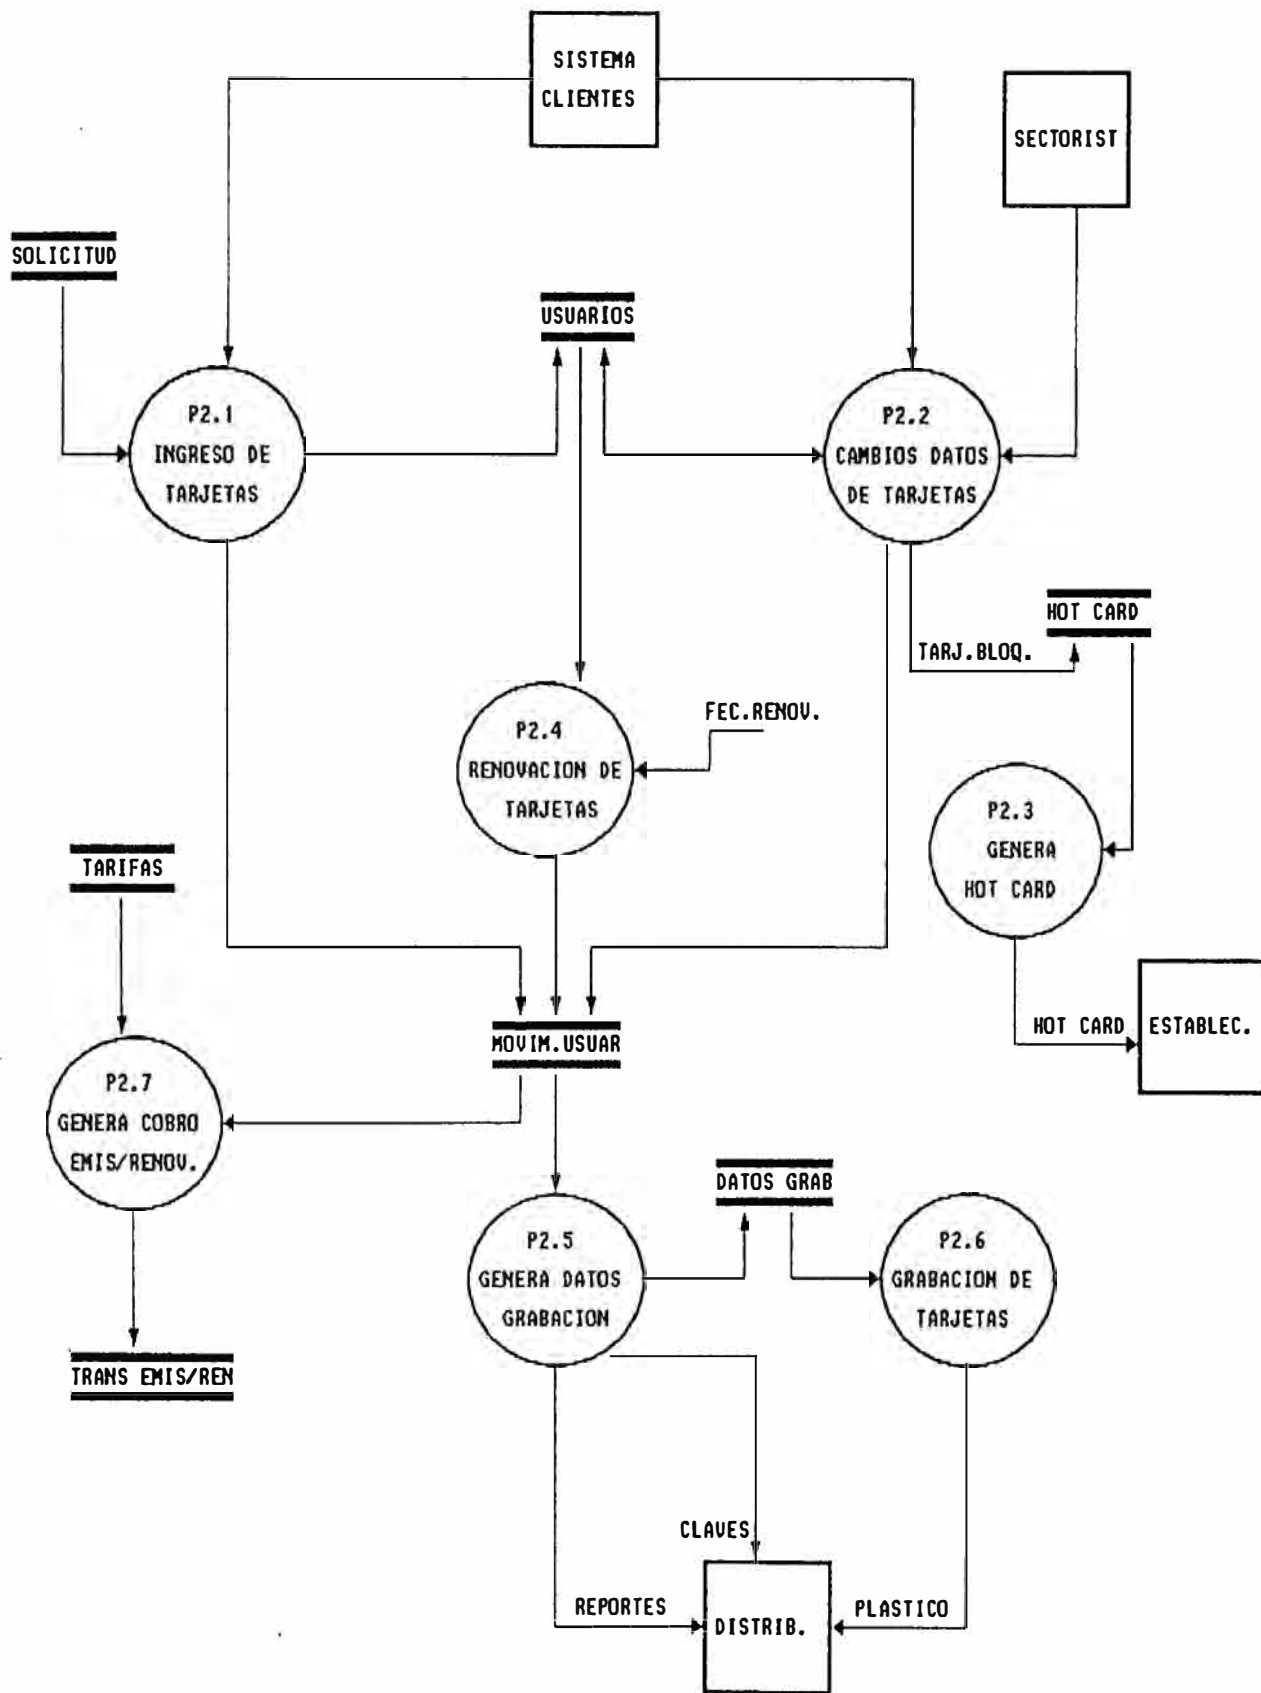 SISTEMA
CLIENTES
SECTORIST
SOLICITUD
USUARIOS
P2.1
INGRESO DE
TARJETAS
P2.2
CAMBIOS DATOS
DE TARJETAS
HOT CARD
TARJ.BLOQ.
P2.4
RENOVACION DE
TARJETAS
FEC.RENOV.
P2.3
GENERA
HOT CARD
TARIFAS
HOT CARD
ESTABLEC.
MOVIM.USUAR
P2.7
GENERA COBRO
EMIS/RENOV.
DATOS GRAB
P2.5
GENERA DATOS
GRABACION
P2.6
GRABACION DE
TARJETAS
TRANS EMIS/REN
CLAVES
REPORTES
DISTRIB.
PLASTICO